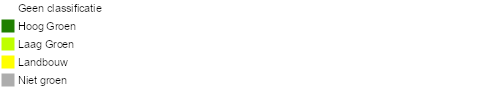 Geen classificatie
Hoog Groen
Laag Groen
Landbouw
Niet groen